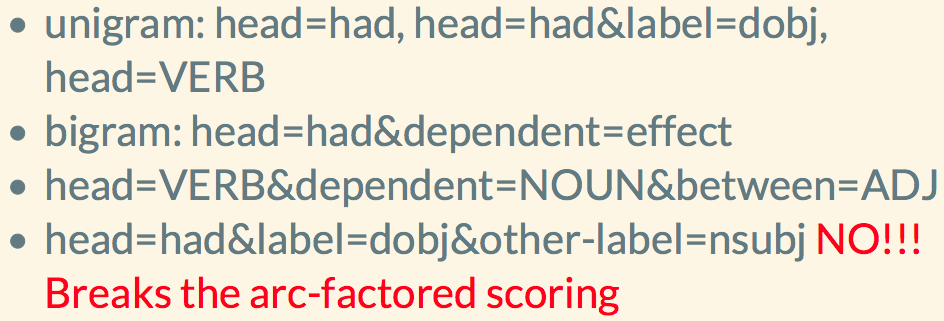 • unigram: head=had, head=had&label=dobj,
head=VERB
• bigram: head=had&dependent=effect
• head=VERB&dependent=NOUN&between=ADJ
• head=had&label=dobj&other-label=nsubj NO!!!
Breaks the arc-factored scoring